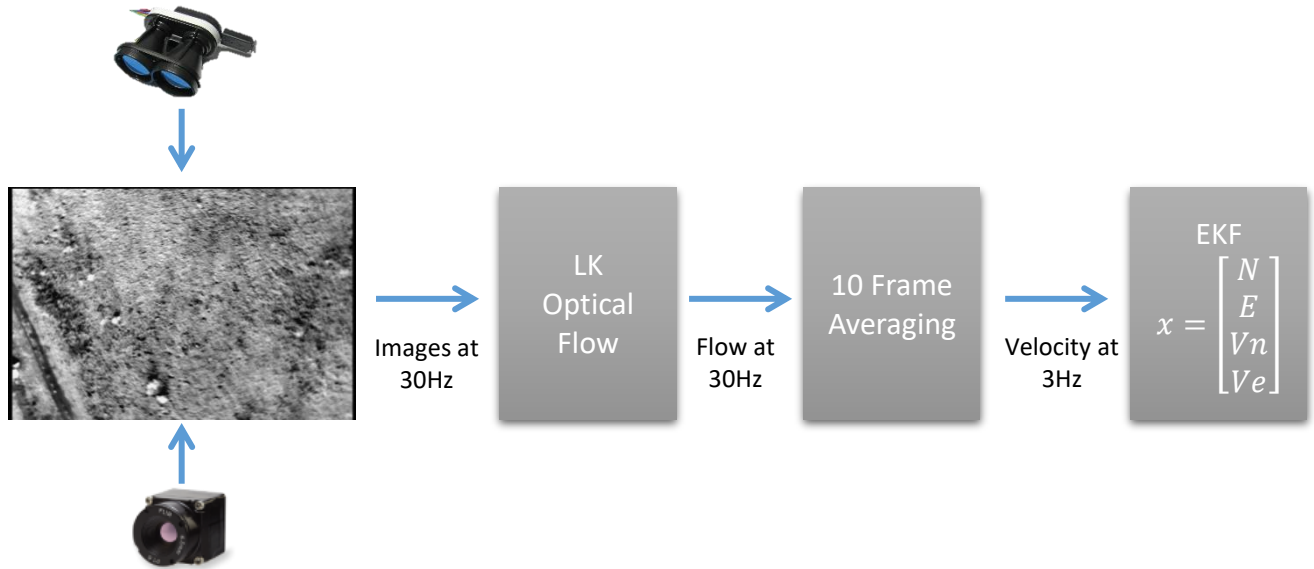 Images at
30Hz
LK
Optical
Flow
Flow at
30Hz
10 Frame
Averaging
Velocity at
3Hz
EKF
x = [N
E
Vn
Ve]